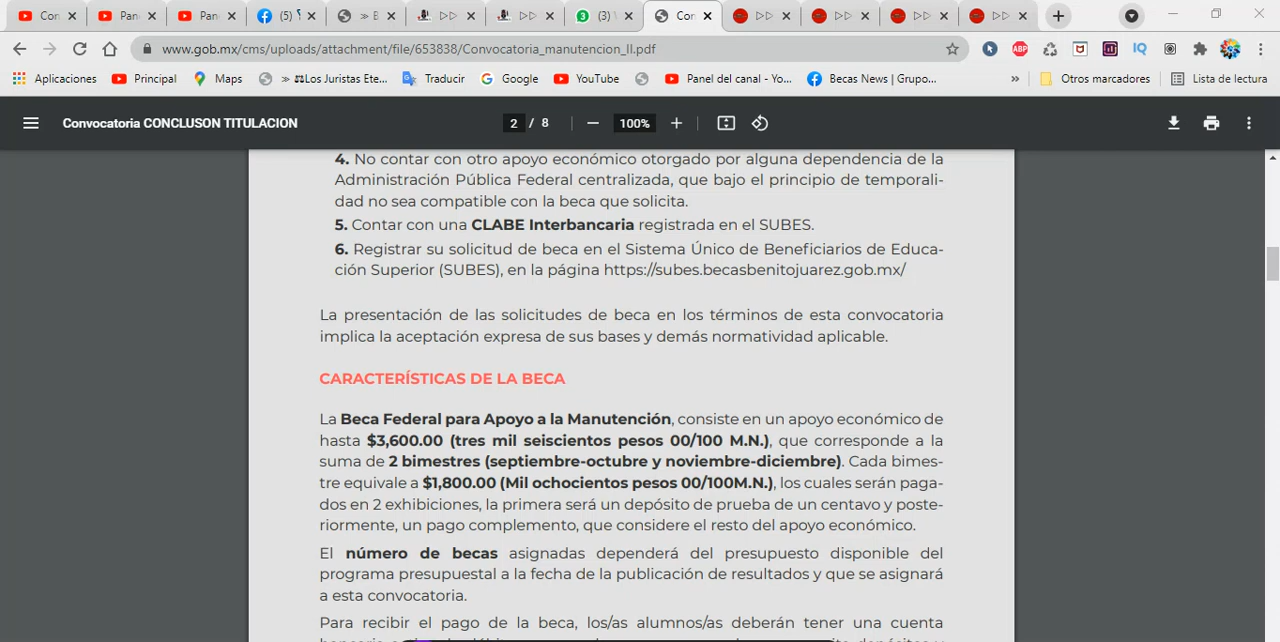 Con
Pan
Pan
(5) Y
» B
▷▷
▷▷
(3) \
Con
▷▷
▷▷
▷▷
▷▷
www.gob.mx/cms/uploads/attachment/file/653838/Convocatoria_manutencion_II.pdf
ABP
IQ
Aplicaciones
Principal
Maps
» ⚖Los Juristas Ete...
Traducir
Google
YouTube
Panel del canal - Yo...
Becas News | Grupo...
»
Otros marcadores
Lista de lectura
Convocatoria CONCLUSON TITULACION
2 / 8
100%
4. No contar con otro apoyo económico otorgado por alguna dependencia de la
Administración Pública Federal centralizada, que bajo el principio de temporali-
dad no sea compatible con la beca que solicita.
5. Contar con una CLABE Interbancaria registrada en el SUBES.
6. Registrar su solicitud de beca en el Sistema Único de Beneficiarios de Educa-
ción Superior (SUBES), en la página https://subes.becasbenitojuarez.gob.mx/
La presentación de las solicitudes de beca en los términos de esta convocatoria
implica la aceptación expresa de sus bases y demás normatividad aplicable.
CARACTERÍSTICAS DE LA BECA
La Beca Federal para Apoyo a la Manutención, consiste en un apoyo económico de
hasta $3,600.00 (tres mil seiscientos pesos 00/100 M.N.), que corresponde a la
suma de 2 bimestres (septiembre-octubre y noviembre-diciembre). Cada bimes-
tre equivale a $1,800.00 (Mil ochocientos pesos 00/100M.N.), los cuales serán paga-
dos en 2 exhibiciones, la primera será un depósito de prueba de un centavo y poste-
riormente, un pago complemento, que considere el resto del apoyo económico.
El número de becas asignadas dependerá del presupuesto disponible del
programa presupuestal a la fecha de la publicación de resultados y que se asignará
a esta convocatoria.
Para recibir el pago de la beca, los/as alumnos/as deberán tener una cuenta